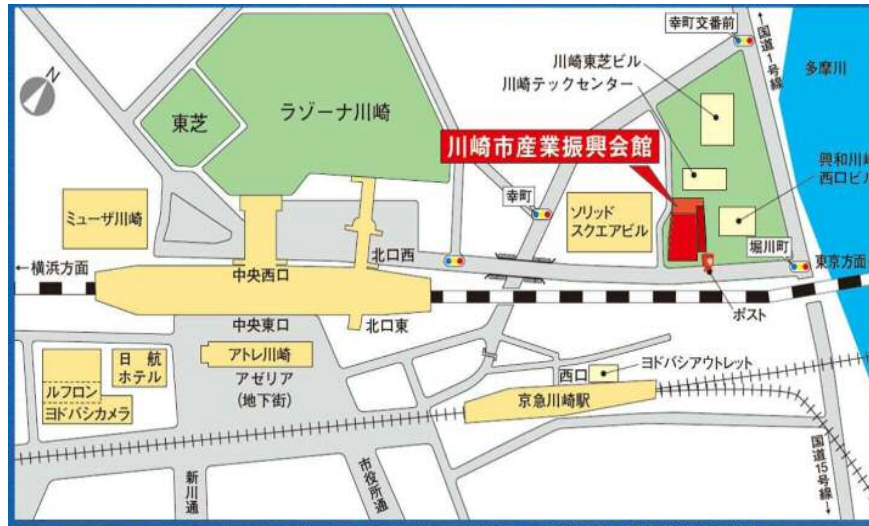 幸町交番前
←国道1号線
多摩川
川崎東芝ビル
川崎テックセンター
N
東芝
ラゾーナ川崎
川崎市産業振興会館
興和川崎
西口ビル
幸町
ミューザ川崎
ソリッド
スクエアビル
北口西
堀川町
←横浜方面
中央西口
東京方面
ポスト
中央東口
北口東
アトレ川崎
日航
ホテル
アゼリア
(地下街)
ルフロン
ヨドバシカメラ
西口
ヨドバシアウトレット
京急川崎駅
新川通
市役所通
国道15号線→